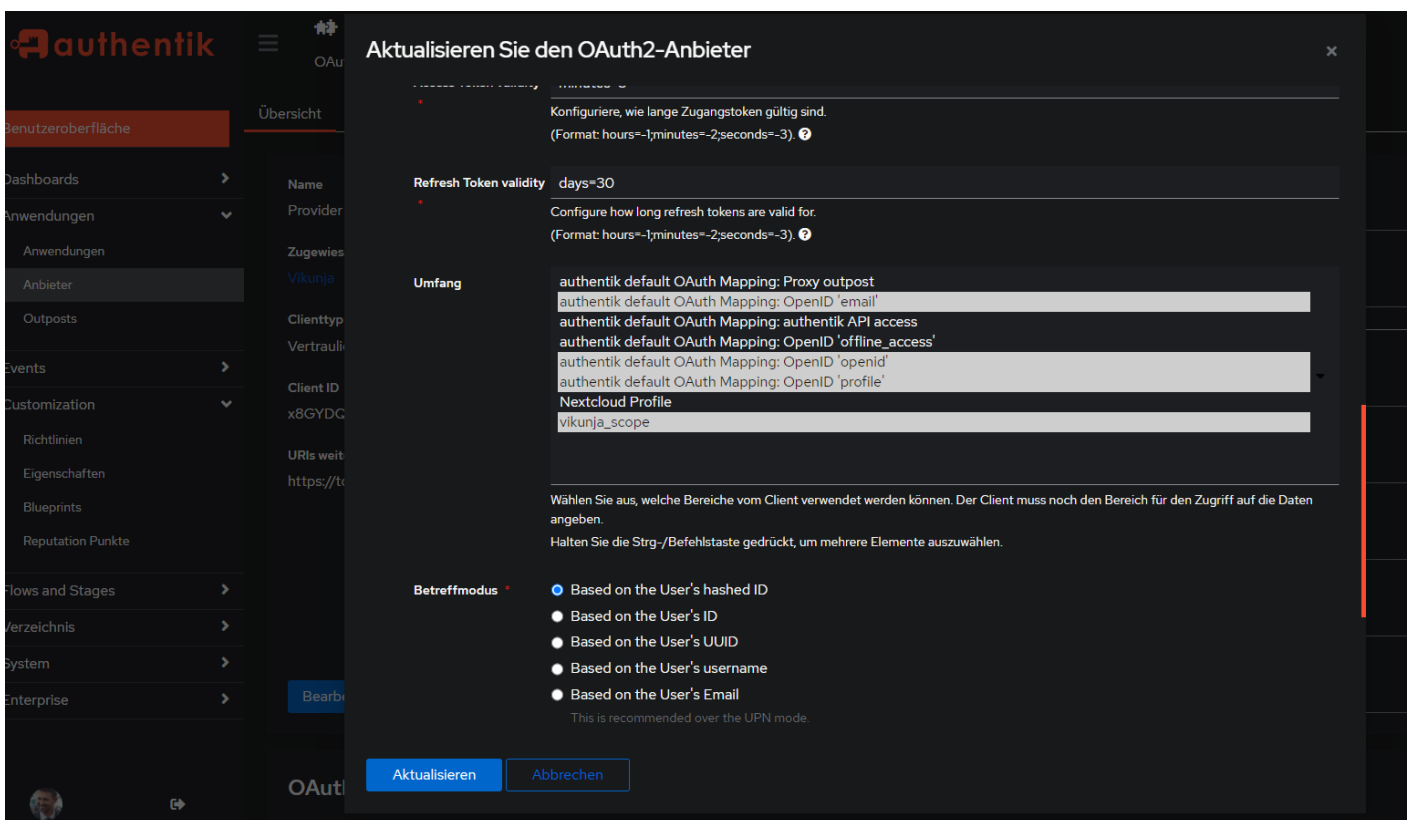 authentik
OAu
Aktualisieren Sie den OAuth2-Anbieter
×
Übersicht
Konfiguriere, wie lange Zugangstoken gültig sind.
(Format: hours=-1;minutes=-2;seconds=-3).
Benutzeroberfläche
Dashboards
Name
Refresh Token validity *
days=30
Anwendungen
Provider
Configure how long refresh tokens are valid for.
(Format: hours=-1;minutes=-2;seconds=-3).
Anwendungen
Zugewies
Anbieter
Vikunja
Umfang
authentik default OAuth Mapping: Proxy outpost
authentik default OAuth Mapping: OpenID 'email'
authentik default OAuth Mapping: authentik API access
authentik default OAuth Mapping: OpenID 'offline_access'
authentik default OAuth Mapping: OpenID 'openid'
authentik default OAuth Mapping: OpenID 'profile'
Nextcloud Profile
vikunja_scope
Outposts
Clienttyp
Vertrauli
Events
Client ID
Customization
x8GYDQ
Richtlinien
URIs weit
Eigenschaften
https://to
Blueprints
Wählen Sie aus, welche Bereiche vom Client verwendet werden können. Der Client muss noch den Bereich für den Zugriff auf die Daten
angeben.
Reputation Punkte
Halten Sie die Strg-/Befehlstaste gedrückt, um mehrere Elemente auszuwählen.
Flows and Stages
Betreffmodus *
Based on the User's hashed ID
Based on the User's ID
Verzeichnis
Based on the User's UUID
System
Based on the User's username
Enterprise
Bearbe
Based on the User's Email
This is recommended over the UPN mode.
Aktualisieren
Abbrechen
OAut